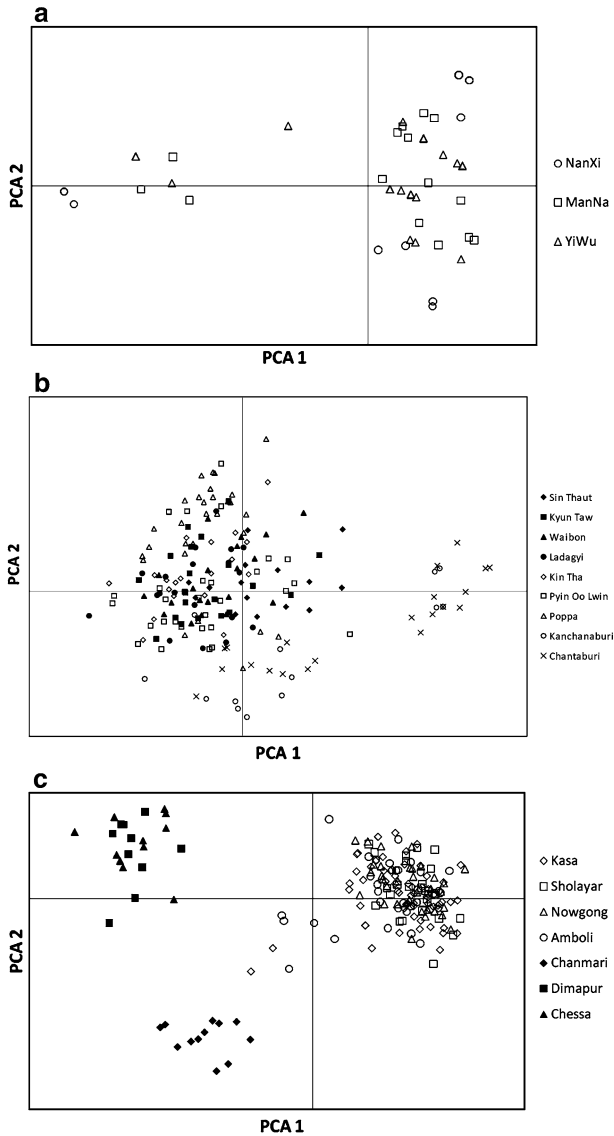 a
PCA 2
NanXi
ManNa
YiWu
PCA 1
b
PCA 2
Sin Thaut
Kyun Taw
Waibon
Ladagyi
Kin Tha
Pyin Oo Lwin
Poppa
Kanchanaburi
Chantaburi
PCA 1
c
PCA 2
Kasa
Sholayar
Nowgong
Amboli
Chanmari
Dimapur
Chessa
PCA 1